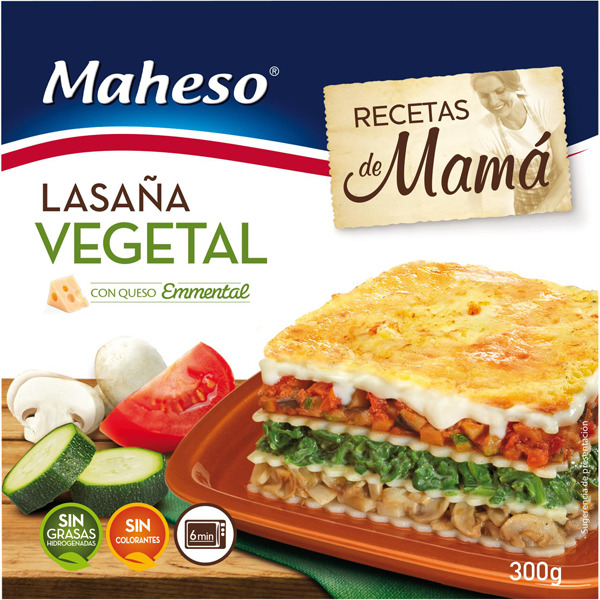 Maheso®
RECETAS
de Mamá
LASAÑA
VEGETAL
CON QUESO Emmental
SIN
GRASAS
HIDROGENADAS
SIN
COLORANTES
6 min
Sugerencia de presentación
300g